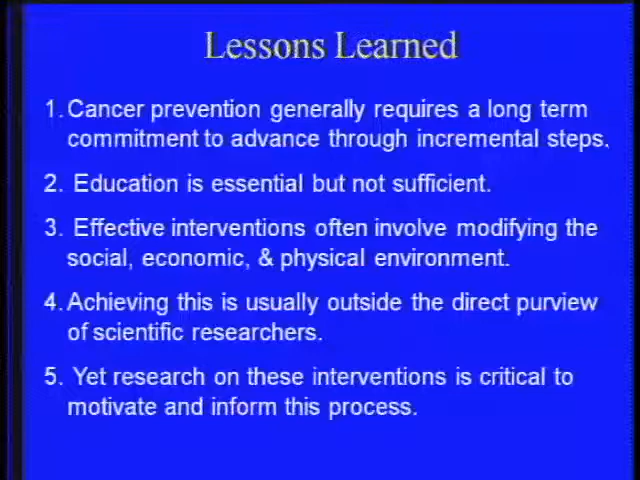 Lessons Learned
1. Cancer prevention generally requires a long term
commitment to advance through incremental steps.
2. Education is essential but not sufficient.
3. Effective interventions often involve modifying the
social, economic, & physical environment.
4. Achieving this is usually outside the direct purview
of scientific researchers.
5. Yet research on these interventions is critical to
motivate and inform this process.